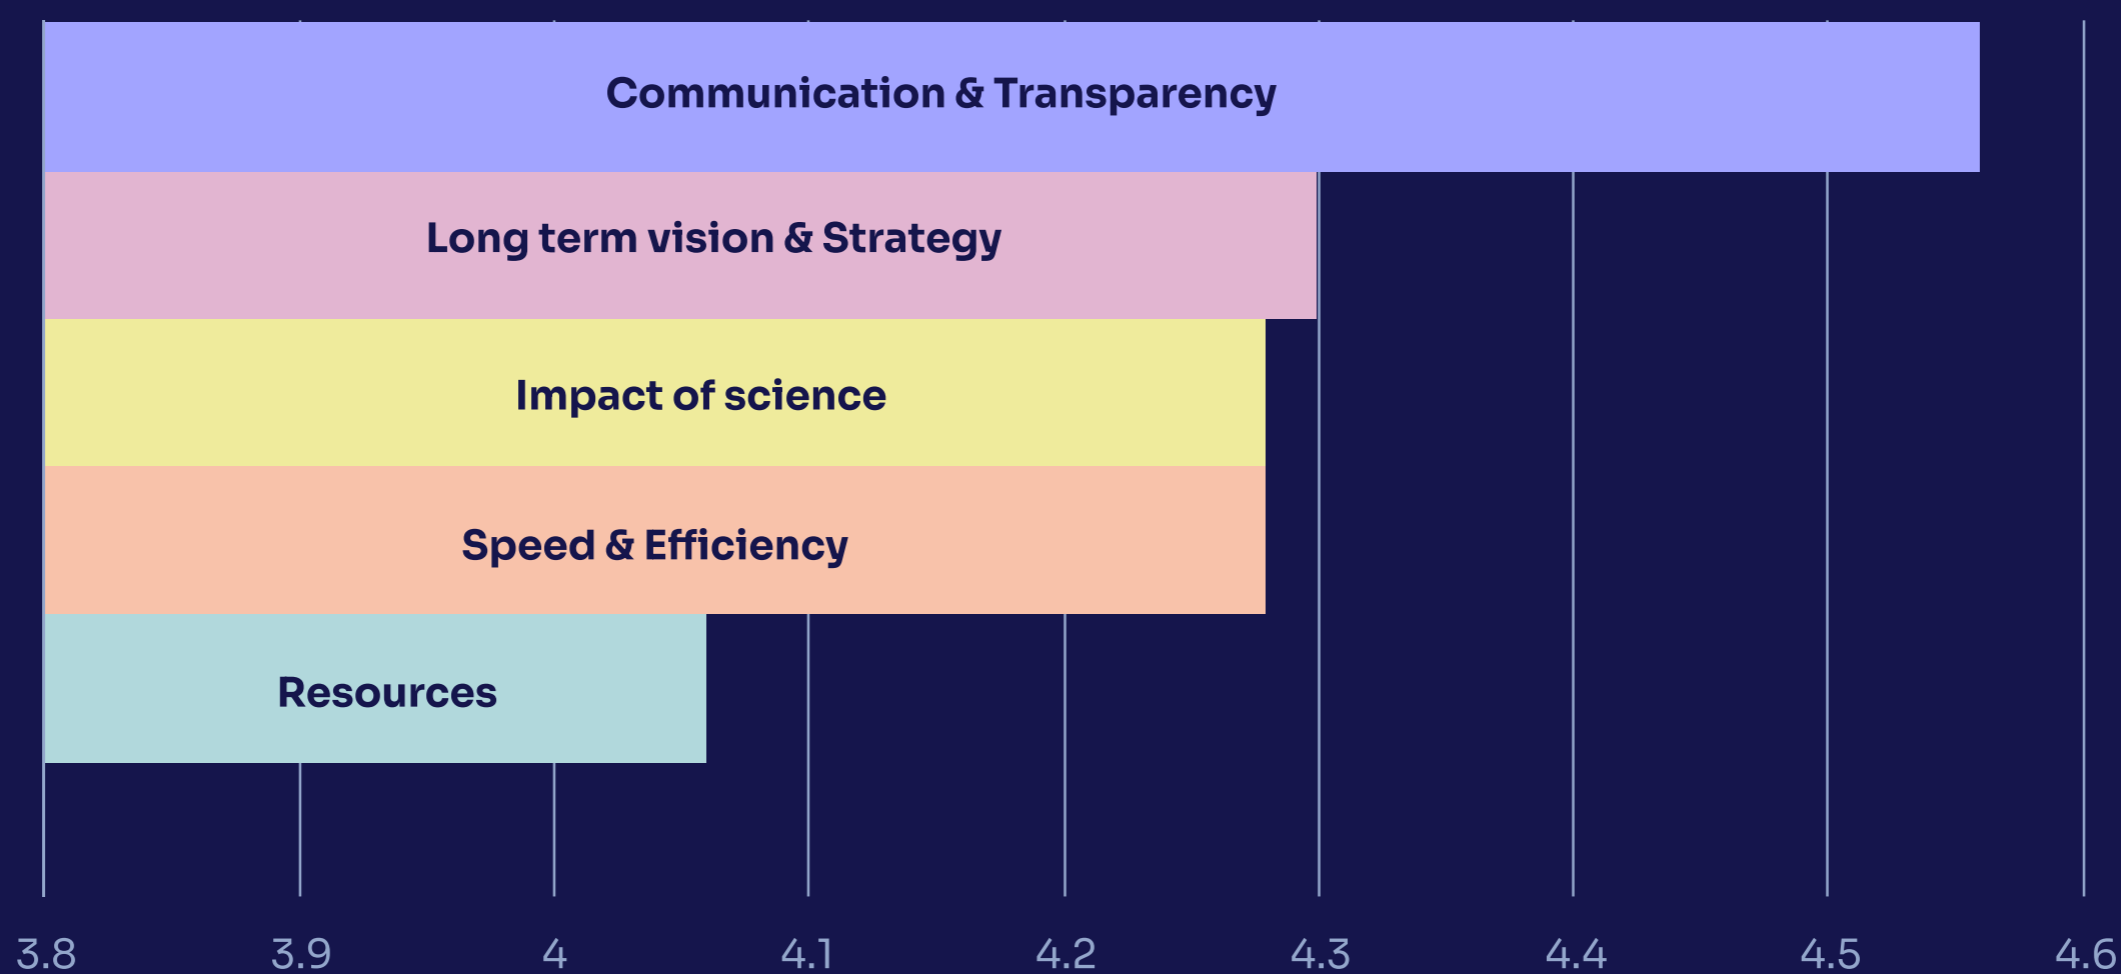 Communication & Transparency
Long term vision & Strategy
Impact of science
Speed & Efficiency
Resources
3.8 3.9 4 4.1 4.2 4.3 4.4 4.5 4.6